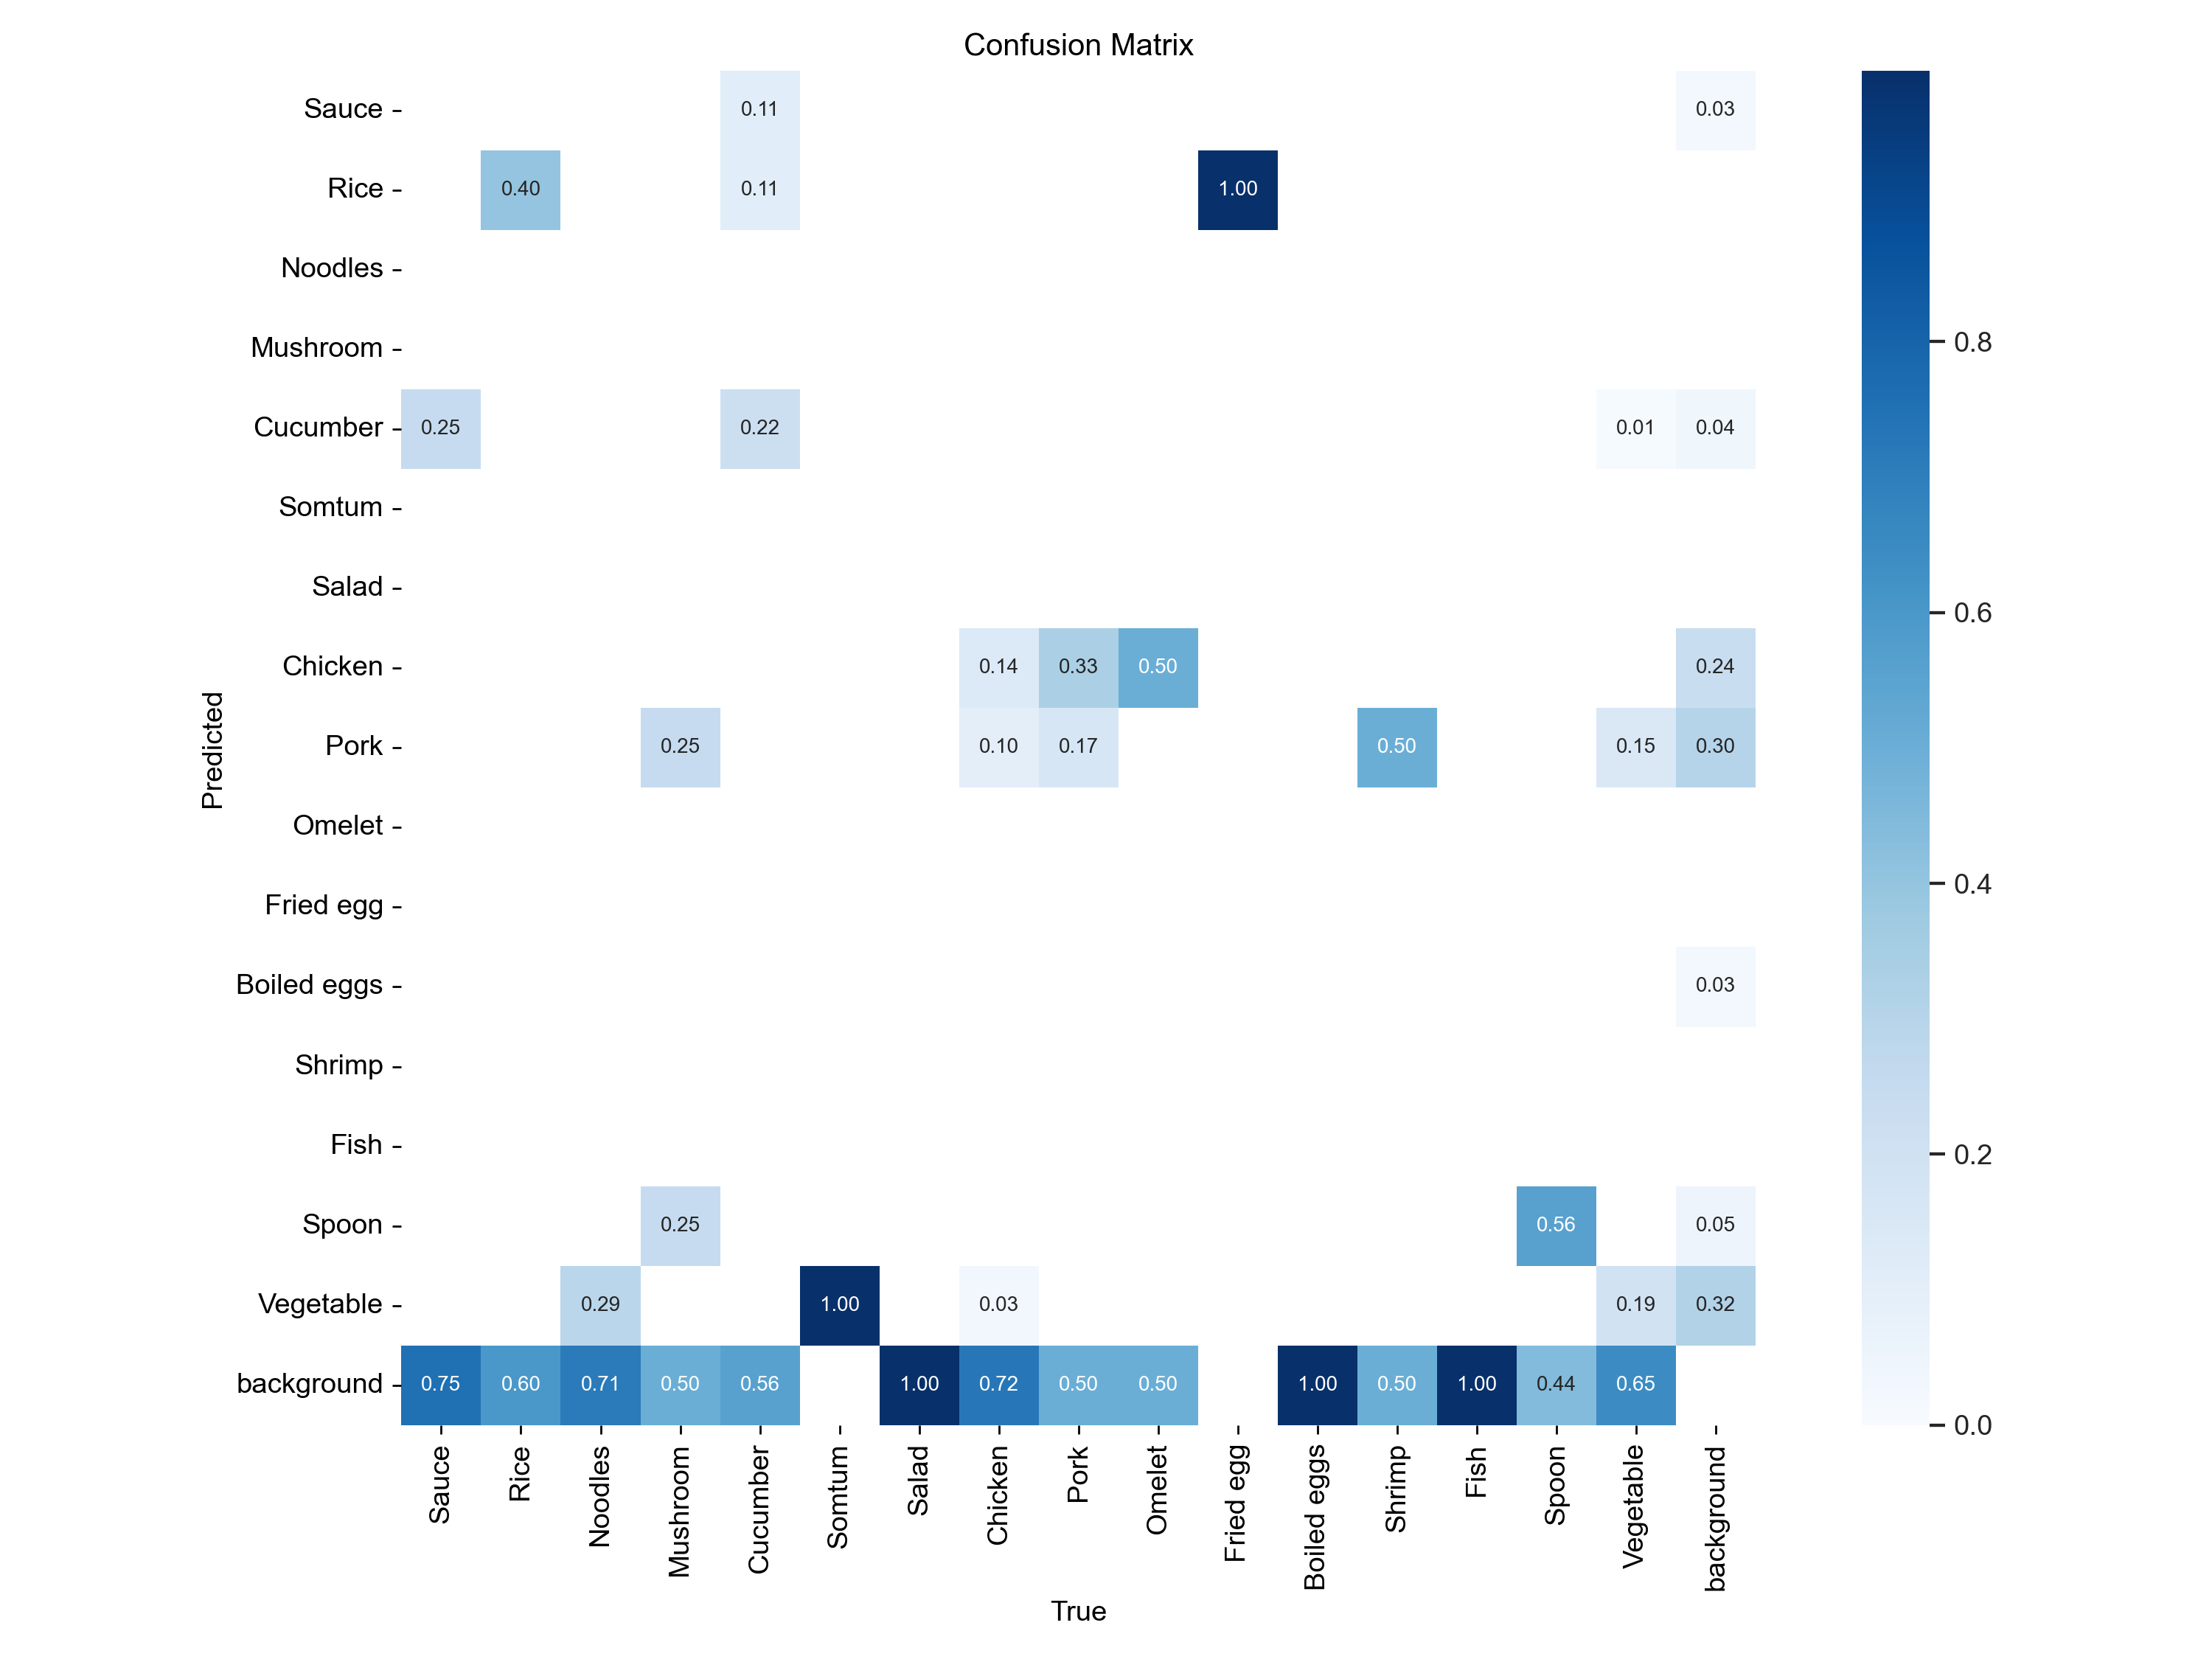 Confusion Matrix
Sauce 0.11 0.03
Rice 0.40 0.11 1.00
Noodles
Mushroom
Cucumber 0.25 0.22 0.01 0.04
Somtum
Salad
Chicken 0.14 0.33 0.50 0.24
Pork 0.25 0.10 0.17 0.50 0.15 0.30
Omelet
Fried egg
Boiled eggs 0.03
Shrimp
Fish
Spoon 0.25 0.56 0.05
Vegetable 0.29 1.00 0.03 0.19 0.32
background 0.75 0.60 0.71 0.50 0.56 1.00 0.72 0.50 0.50 1.00 0.50 1.00 0.44 0.65
Predicted
Sauce
Rice
Noodles
Mushroom
Cucumber
Somtum
Salad
Chicken
Pork
Omelet
Fried egg
Boiled eggs
Shrimp
Fish
Spoon
Vegetable
background
True
0.8
0.6
0.4
0.2
0.0